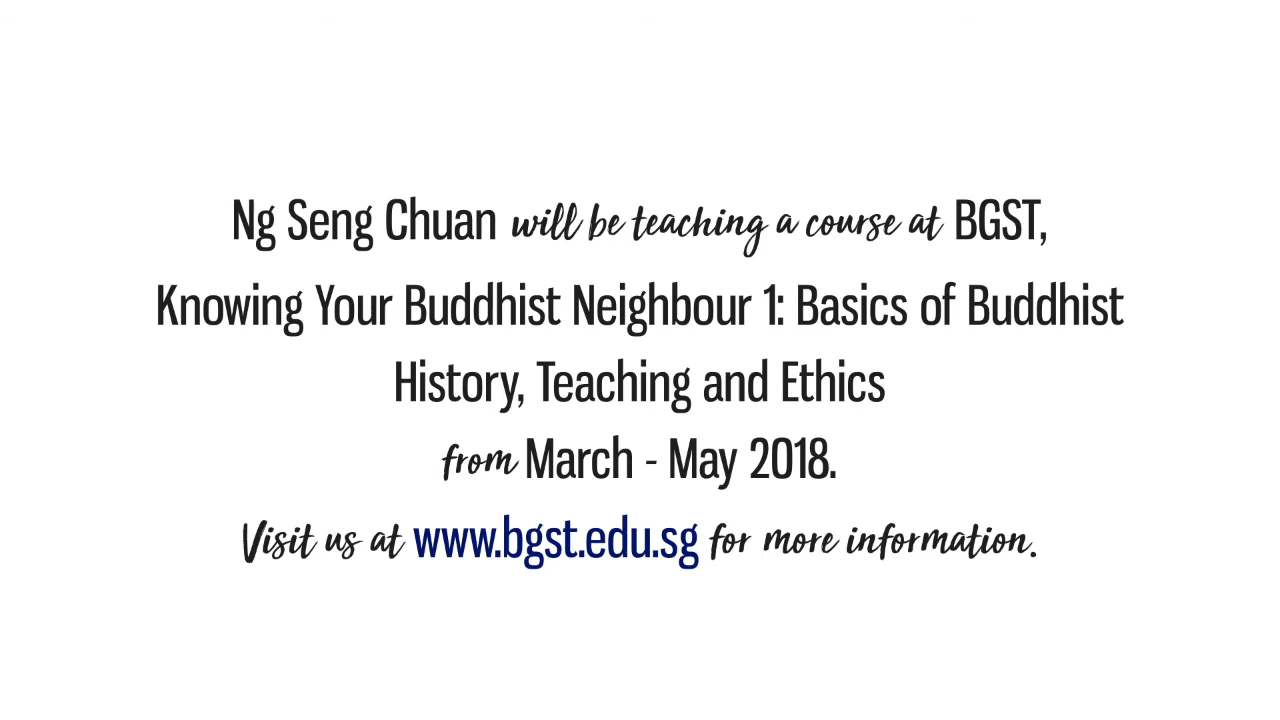 Ng Seng Chuan will be teaching a course at BGST,
Knowing Your Buddhist Neighbour 1: Basics of Buddhist
History, Teaching and Ethics
from March - May 2018.
Visit us at www.bgst.edu.sg for more information.